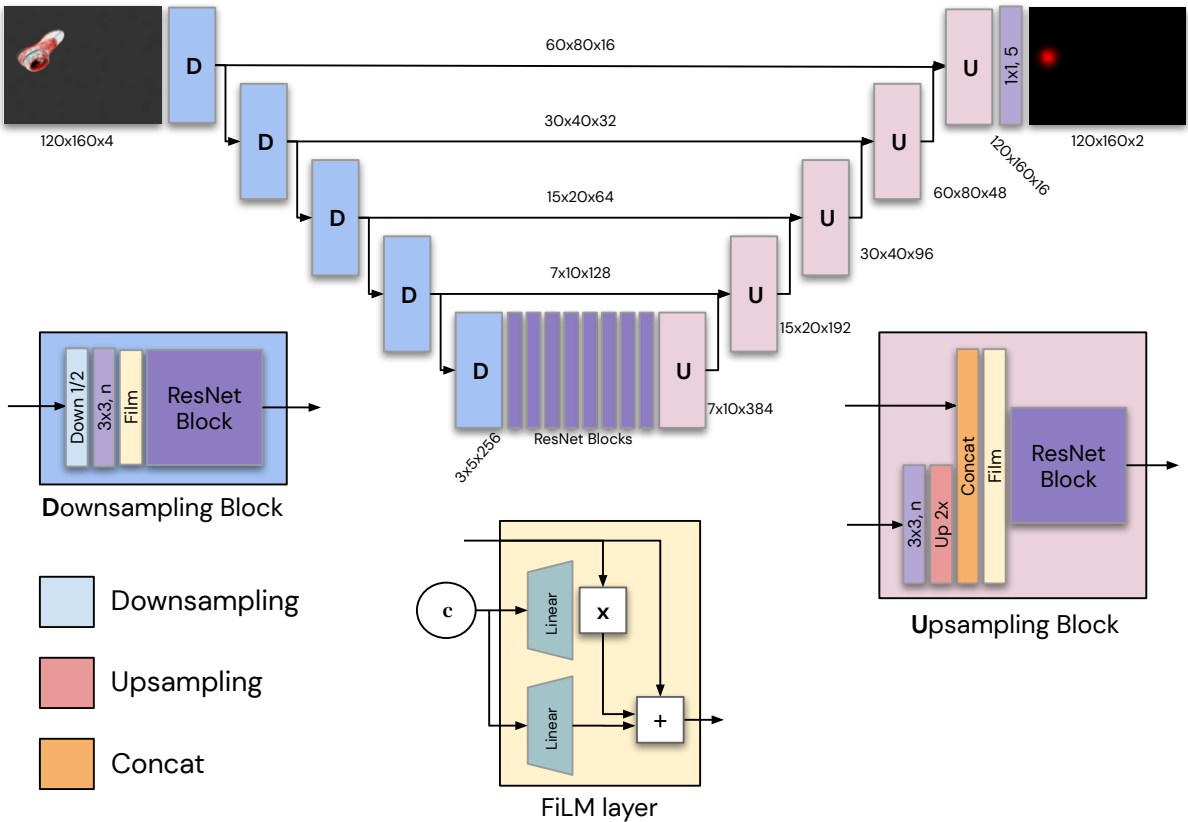 D
60x80x16
U
1x1, 5
120x160x4
D
30x40x32
U
120x160x16
120x160x2
D
15x20x64
U
60x80x48
D
7x10x128
U
30x40x96
D
U
15x20x192
3x5x256
ResNet Blocks
7x10x384
Down 1/2
3x3, n
Film
ResNet
Block
Downsampling Block
3x3, n
Up 2x
Concat
Film
ResNet
Block
Upsampling Block
Downsampling
Upsampling
Concat
c
Linear
x
Linear
+
FiLM layer